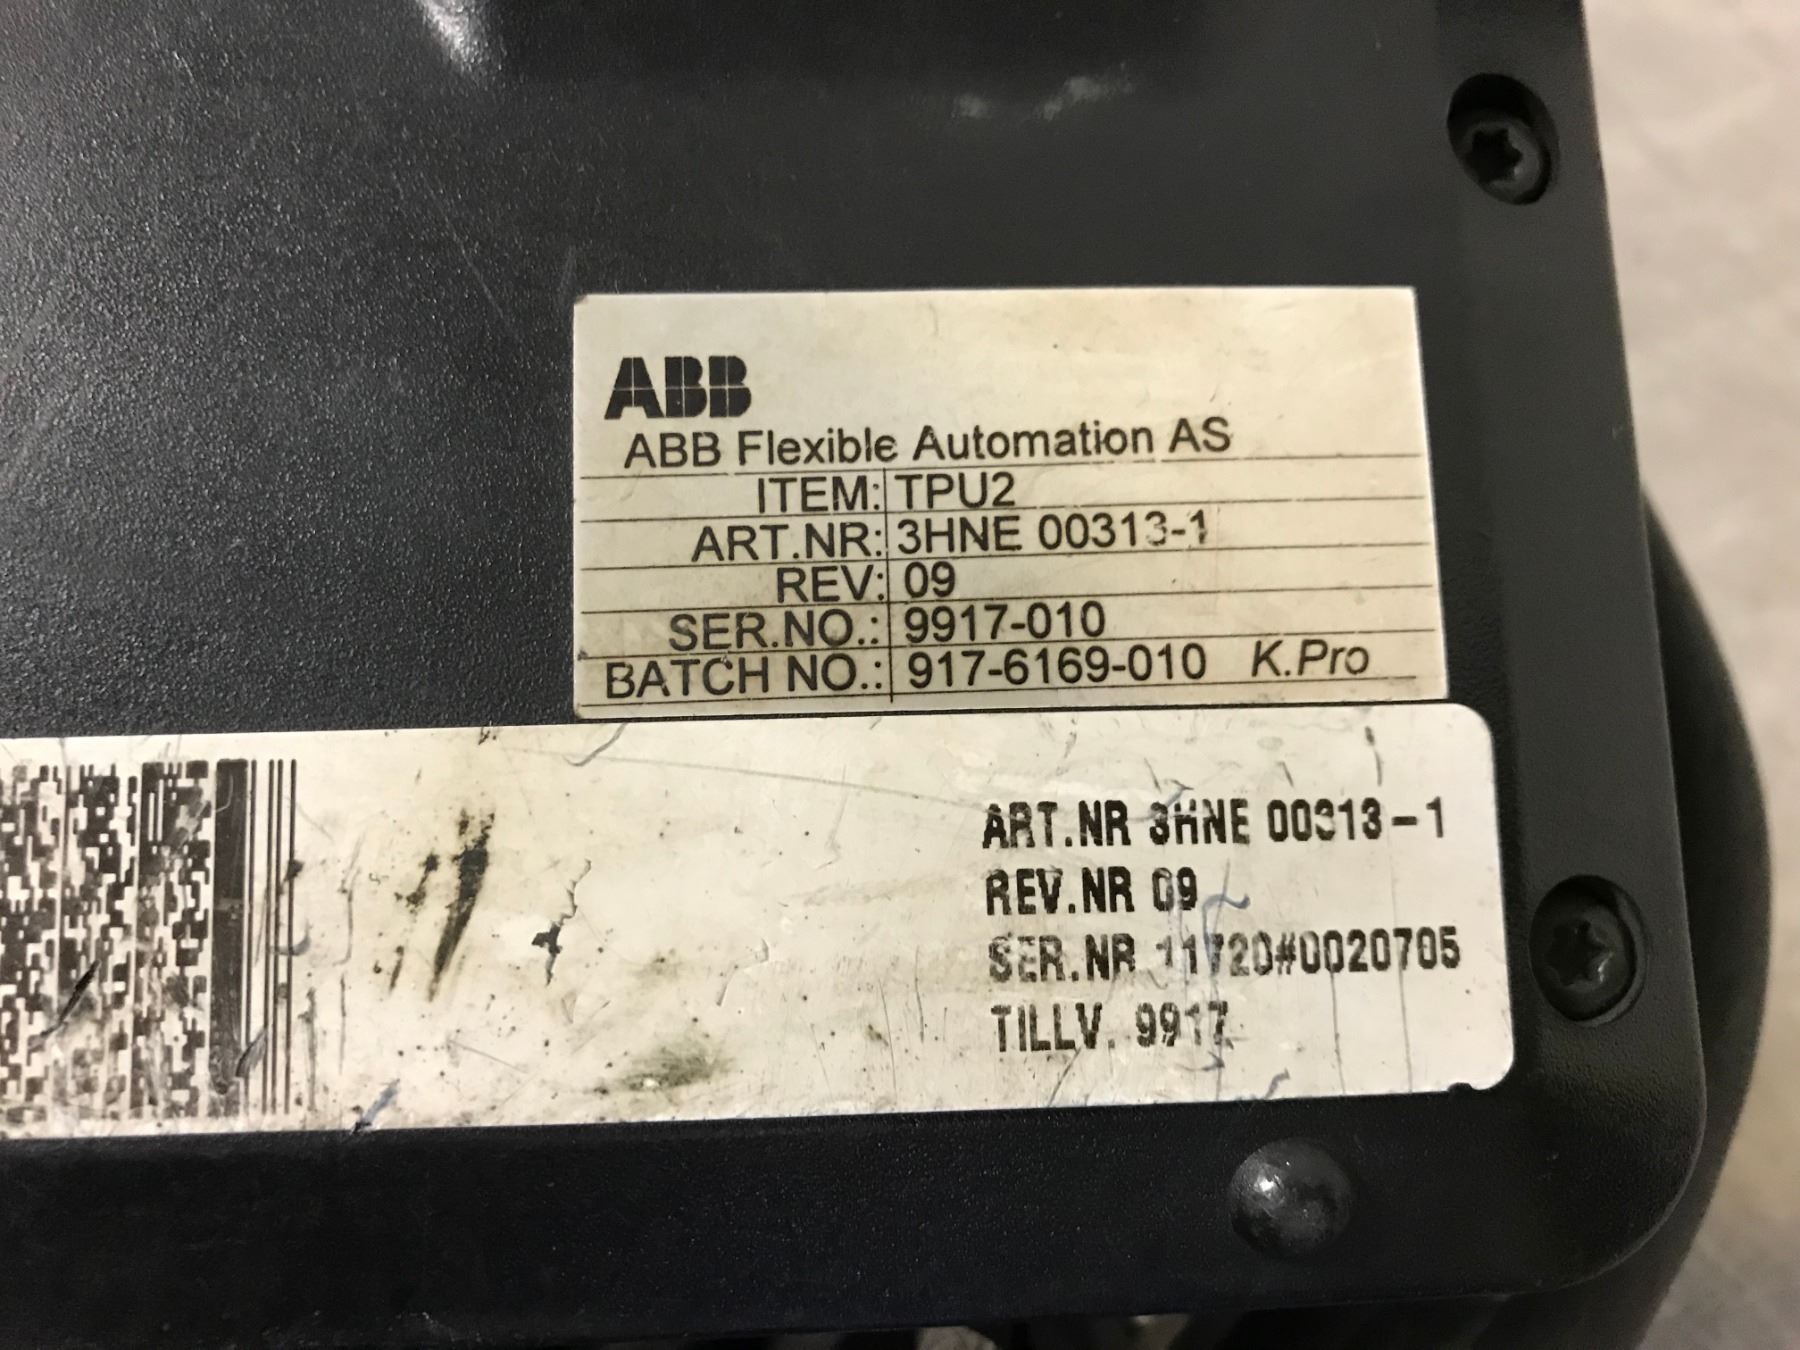 ABB
ABB Flexible Automation AS
ITEM: TPU2
ART.NR: 3HNE 00313-1
REV: 09
SER.NO.: 9917-010
BATCH NO.: 917-6169-010 K.Pro
ART.NR 3HNE 00313-1
REV.NR 09
SER.NR 11720#0020705
TILLV. 9917